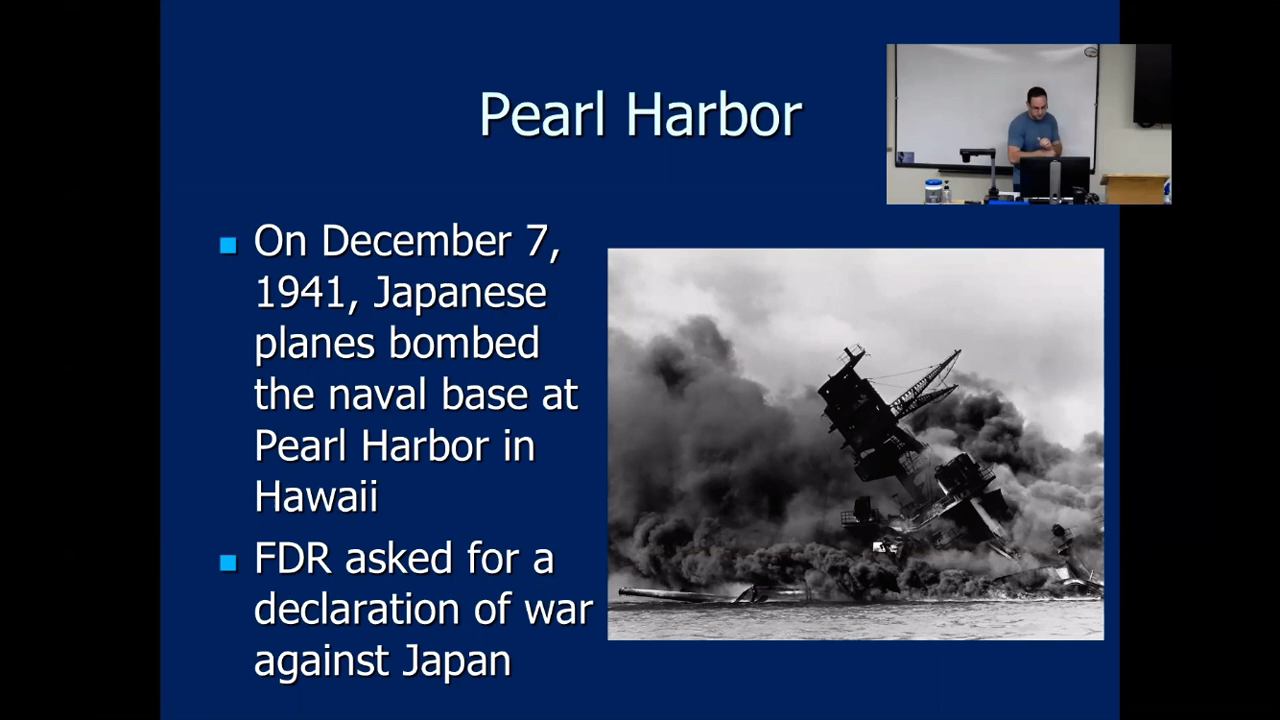 Pearl Harbor
On December 7,
1941, Japanese
planes bombed
the naval base at
Pearl Harbor in
Hawaii
FDR asked for a
declaration of war
against Japan